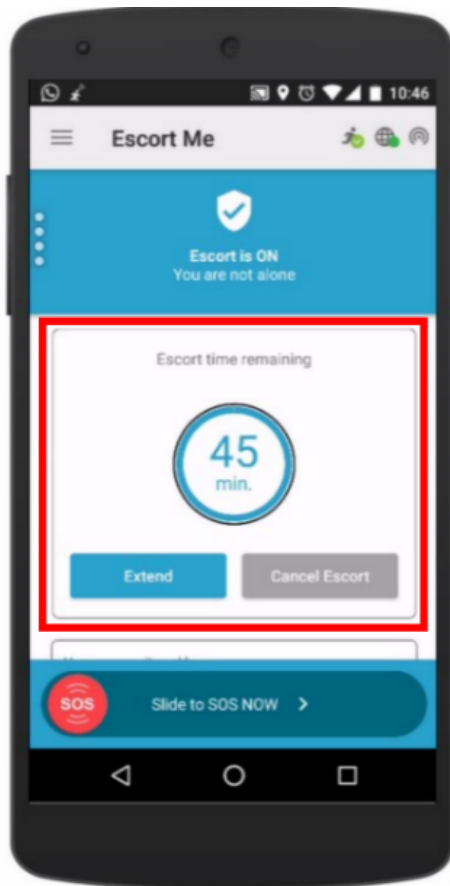 10:46
Escort Me
Escort is ON
You are not alone
Escort time remaining
45
min.
Extend
Cancel Escort
SOS
Slide to SOS NOW >